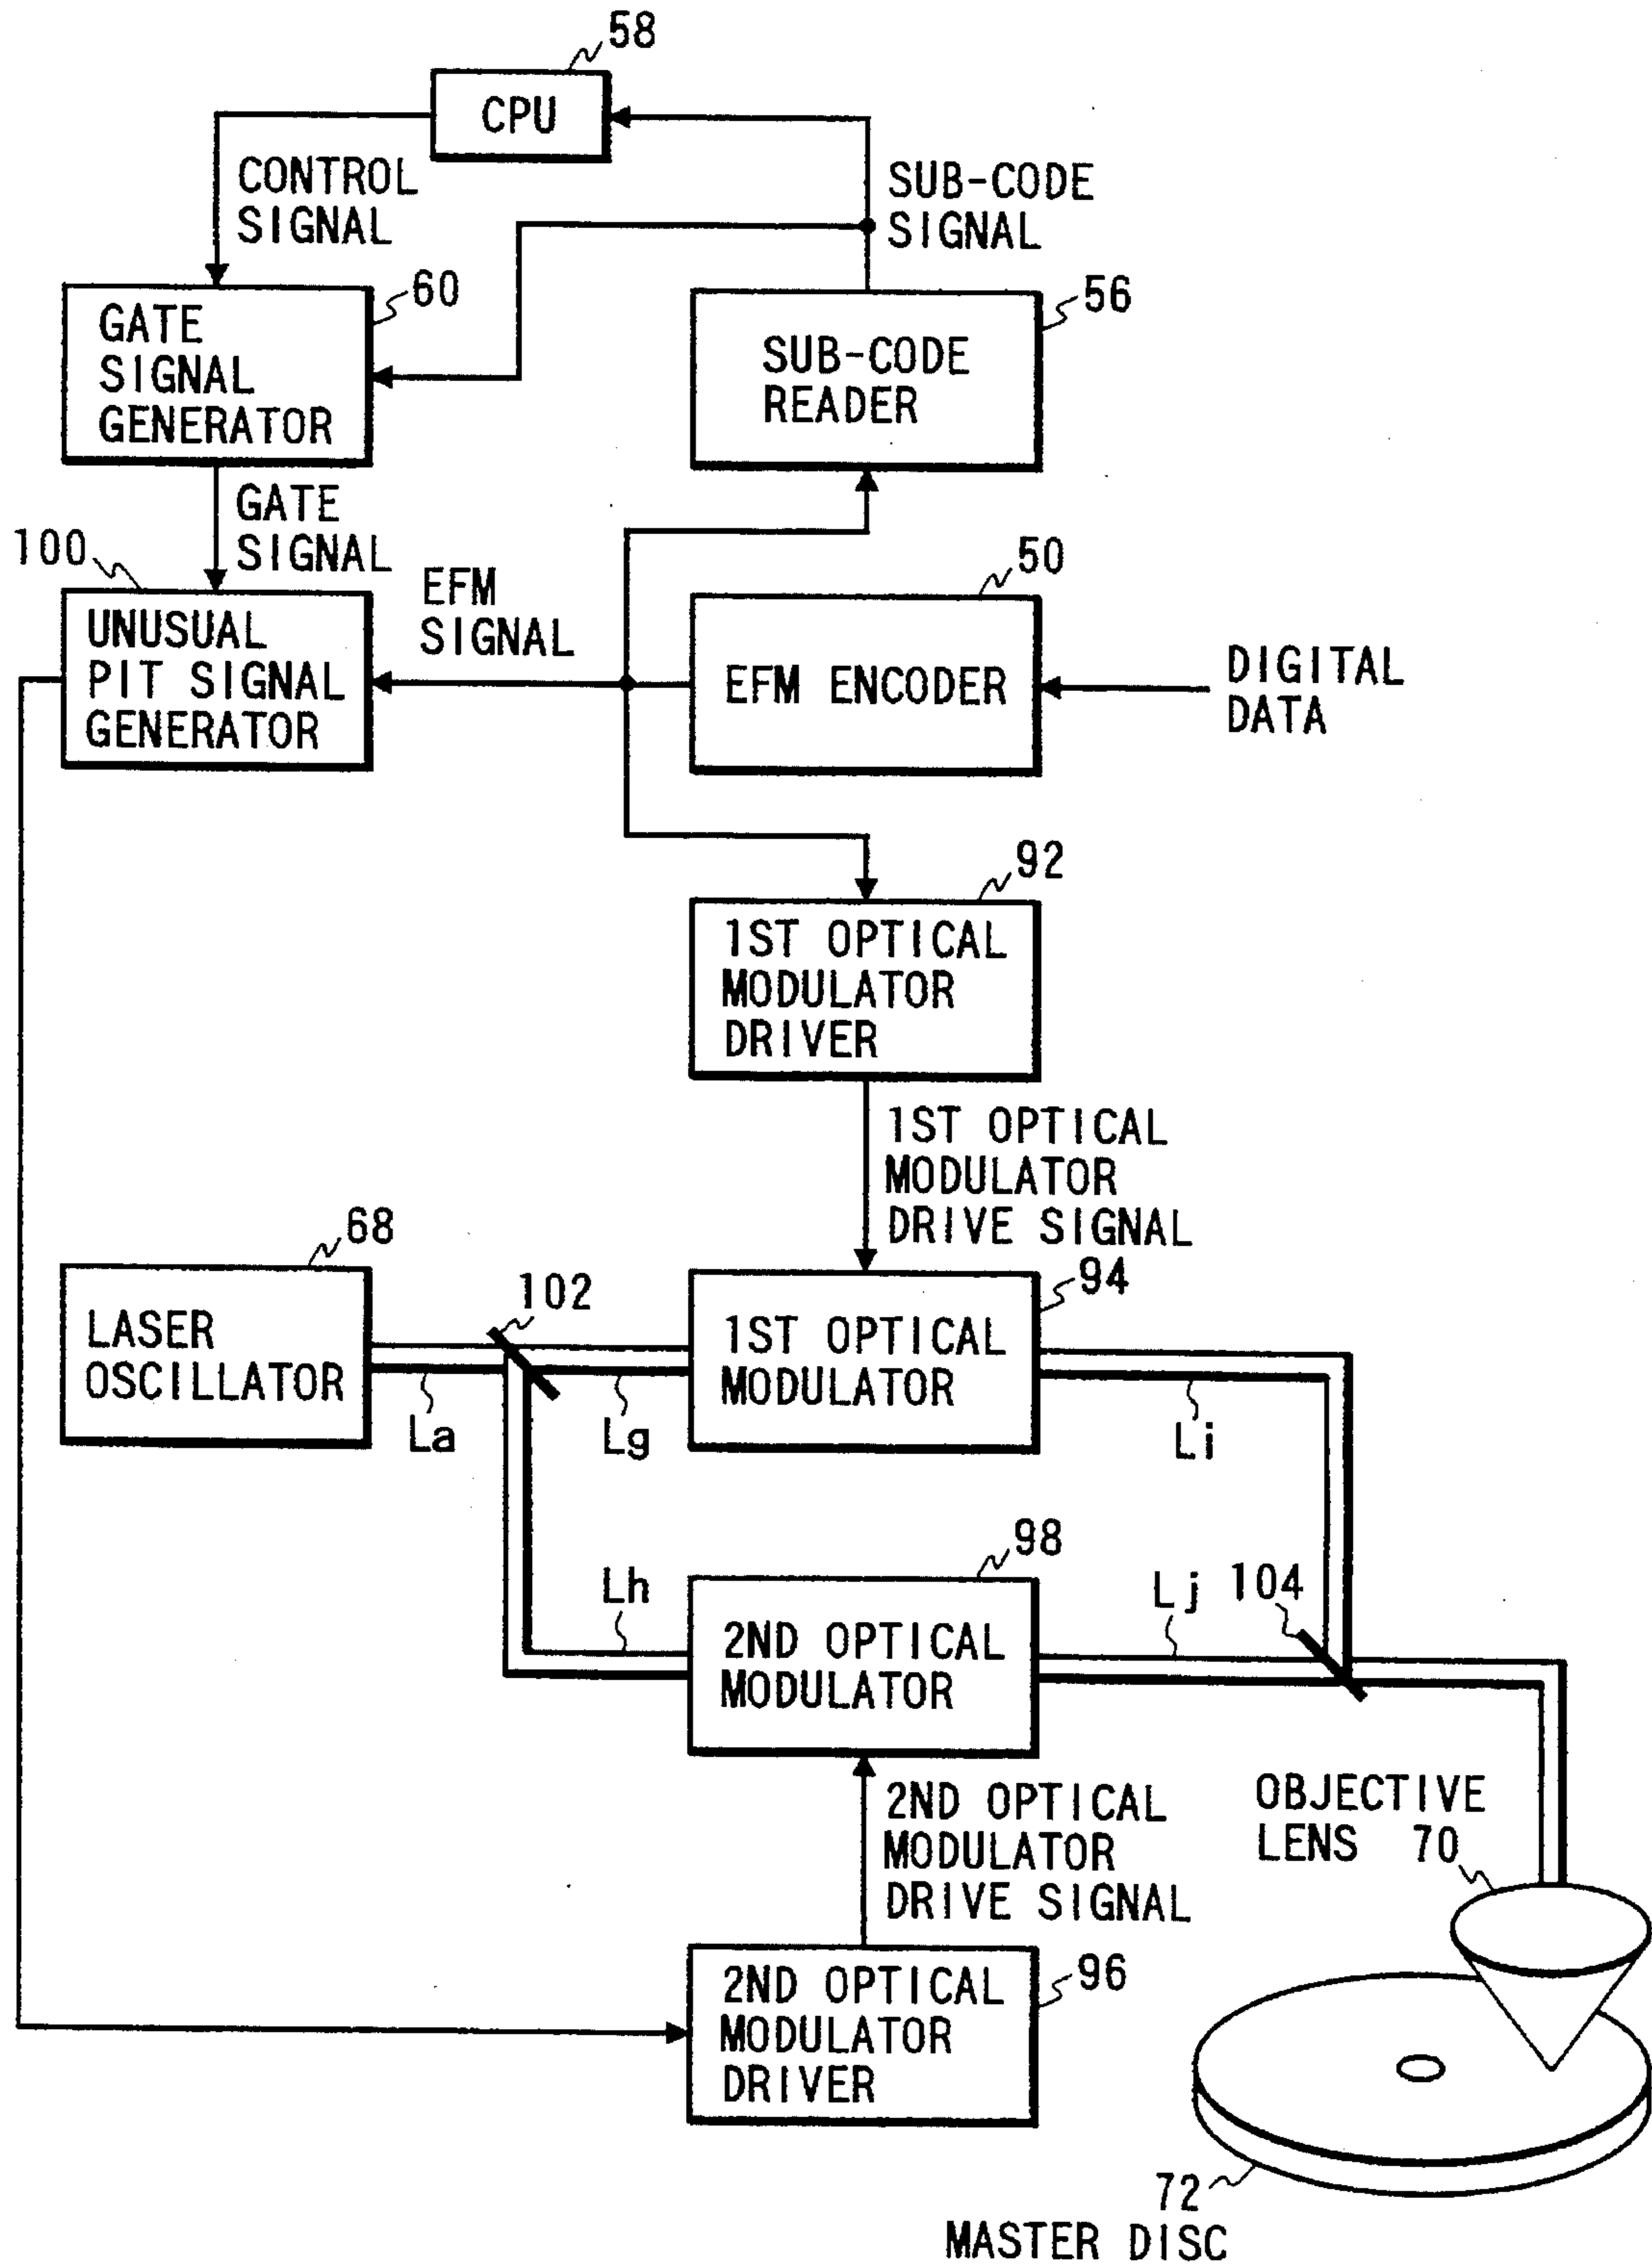 58
CPU
CONTROL
SIGNAL
SUB-CODE
SIGNAL
60
GATE
SIGNAL
GENERATOR
56
SUB-CODE
READER
GATE
SIGNAL
100
UNUSUAL
PIT SIGNAL
GENERATOR
EFM
SIGNAL
50
EFM ENCODER
DIGITAL
DATA
92
1ST OPTICAL
MODULATOR
DRIVER
1ST OPTICAL
MODULATOR
DRIVE SIGNAL
68
LASER
OSCILLATOR
102
94
1ST OPTICAL
MODULATOR
La
Lg
Li
98
Lh
2ND OPTICAL
MODULATOR
Lj
104
2ND OPTICAL
MODULATOR
DRIVE SIGNAL
OBJECTIVE
LENS 70
96
2ND OPTICAL
MODULATOR
DRIVER
72
MASTER DISC